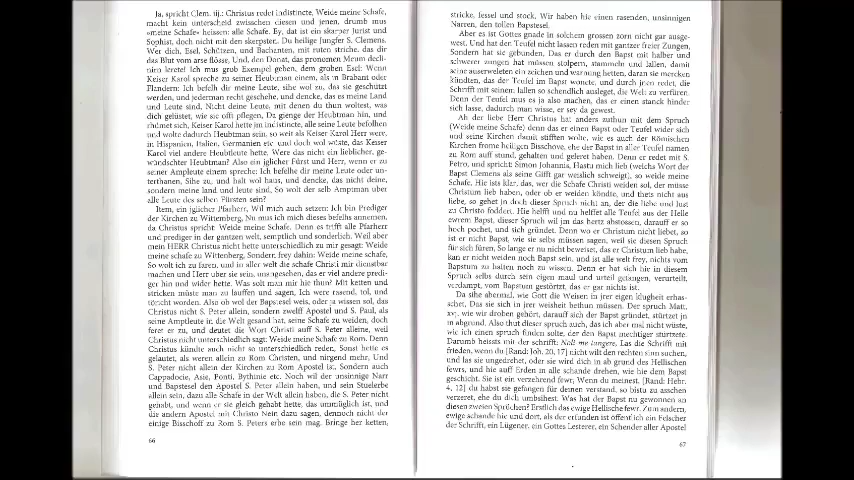 Ja, spricht Clem. iij.: Christus redet indistincte, Weide meine Schafe,
macht kein unterscheid zwischen diesen und jenen, drumb mus
»meine Schafe« heissen: alle Schafe. Ey, dat ist ein skarper Jurist und
Sophist, doch nicht mit den skerpsten. Du heilige Jungfer S. Clemens,
Wer dich, Esel, Schützen, und Bachanten, mit ruten striche, das dir
das Blut vom arse flösse, Und, den Donat, das pronomen Meum decli-
nirn lerete! Ich mus grob Exempel geben, dem groben Esel: Wenn
Keiser Karol spreche zu seiner Heubtman einem, als in Brabant oder
Flandern: Ich befelh dir meine Leute, sihe wol zu, das sie geschützt
werden, und jederman recht geschehe, und dencke, das es meine Land
und Leute sind, Nicht deine Leute, mit denen du thun woltest, was
dich gelüstet, wie sie offt pflegen, Da gienge der Heubtman hin, und
rhümet sich, Keiser Karol hette jm indistincte, alle seine Leute befolhen
und wolte dadurch Heubtman sein, so weit als Keiser Karol Herr were,
in Hispanien, Italien, Germanien etc. und doch wol wüste, das Keiser
Karol viel andere Heubtleute hette. Were das nicht ein lieblicher, ge-
wündschter Heubtman? Also ein jglicher Fürst und Herr, wenn er zu
seiner Ampleute einem spreche: Ich befelhe dir meine Leute oder un-
terthanen, Sihe zu, und halt wol haus, und dencke, das nicht deine,
sondern meine land und leute sind, So wolt der selb Amptman uber
alle Leute des selben Fürsten sein?
Item, ein jglicher Pfarherr, Wil mich auch setzen: Ich bin Prediger
der Kirchen zu Wittemberg, Nu mus ich mich dieses befelhs annemen,
da Christus spricht: Weide meine Schafe. Denn es trifft alle Pfarherr
und prediger in der gantzen welt, semptlich und sonderlich. Weil aber
mein HERR Christus nicht hette unterschiedlich zu mir gesagt: Weide
meine Schafe zu Wittemberg, Sondern, frey dahin: Weide meine schafe,
So wolt ich zu faren, und in aller welt die schafe Christi mir dienstbar
machen und Herr uber sie sein, unangesehen, das er viel andere predi-
ger hin und wider hette. Was sol man mir hie thun? Mit ketten und
stricken müste man zu lauffen und sagen, Ich were rasend, tol, und
töricht worden. Also ob wol der Bapstesel weis, oder ja wissen sol, das
Christus nicht S Peter allein, sondern zwelff Apostel und S. Paul, als
seine Ampteleute, in die Welt gesand hat, seine Schafe zu weiden, doch
feret er zu, und deutet die Wort Christi auff S. Peter alleine, weil
Christus nicht unterschiedlich sagt: Weide meine Schafe zu Rom. Denn
Christus kündte auch nicht so unterschiedlich reden, Sonst hette es
gelautet, als weren allein zu Rom Christen, und nirgend mehr, Und
S. Peter nicht allein der Kirchen zu Rom Apostel ist, Sondern auch
Cappadocie, Asie, Ponti, Bythinie etc. Noch wil der unsinnige Narr
und Bapstesel den Apostel S. Peter allein haben, und sein Stuelerbe
allein sein, dazu alle Schafe in der Welt allein haben, die S. Peter nicht
gehabt, und wenn er sie gleich gehabt hette, das unmüglich ist, und
die andern Apostel mit Christo Nein dazu sagen, dennoch nicht der
einige Bisschoff zu Rom S. Peters erbe sein mag. Bringe her ketten,
66
stricke, fessel und stock. Wir haben hie einen rasenden, unsinnigen
Narren, den tollen Bapstesel.
Aber es ist Gottes gnade in solchem grossen zorn nicht gar ausge-
west, Und hat den Teufel nicht lassen reden mit gantzer freier Zungen,
Sondern hat sie gebunden, Das er durch den Bapst mit halber und
schwerer zungen hat müssen stolpern, stammeln und lallen, damit
seine auserweleten ein zeichen und warnung hetten, daran sie mercken
kündten, das der Teufel im Bapst wonete, und durch jnen redet, die
Schrifft mit seinem lallen so schendlich ausleget, die Welt zu verfüren.
Denn der Teufel mus es ja also machen, das er einen stanck hinder
sich lasse, dadurch man wisse, er sey da gewest.
Ah der liebe Herr Christus hat anders zuthun mit dem Spruch
(Weide meine Schafe) denn das er einen Bapst oder Teufel wider sich
und seine Kirchen damit stifften wolte, wie es auch der Römischen
Kirchen frome heiligen Bisschove, ehe der Bapst in aller Teufel namen
zu Rom auff stund, gehalten und geleret haben. Denn er redet mit S.
Petro, und spricht: Simon Johannis, Hastu mich lieb (welcha Wort der
Bapst Clemens als seine Gifft gar weslich schweigt), so weide meine
Schafe. Hie ists klar, das, wer die Schafe Christi weiden sol, der müsse
Christum lieb haben, oder ob er weiden könnte, und theits nicht aus
liebe, so gehet jn doch dieser Spruch nicht an, der die liebe und lust
zu Christo foddert. Hie helfft und nu helffet alle Teufel aus der Helle
ewrem Bapst, dieser Spruch wil jm das hertz abstossen, darauff er so
hoch pochet, und sich gründet. Denn wo er Christum nicht liebet, so
ist er nicht Bapst, wie sie selbs müssen sagen, weil sie diesen Spruch
für sich füren, So lange er nu nicht beweiset, das er Christum lieb habe,
kan er nicht weiden noch Bapst sein, und ist alle welt frey, nichts vom
Bapstum zu halten noch zu wissen. Denn er hat sich hie in diesem
Spruch selbs durch sein eigen maul und urteil gefangen, verurteilt,
verdampt, vom Bapstum gestörtzt, das er gar nichts ist.
Da sihe abermal, wie Gott die Weisen in jrer eigen klugheit erhas-
schet, Das sie sich in jrer weisheit bethun müssen. Der spruch Matt.
xvj. wie wir droben gehört, darauff sich der Bapst gründet, stürtzet jn
in abgrund. Also thut dieser spruch auch, das ich aber mal nicht wüste,
wie ich einen spruch finden solte, der den Bapst mechtiger stürtzete.
Darumb heissts mit der schrifft: Noli me tangere, Las die Schrifft mit
frieden, wenn du [Rand: Joh. 20, 17] nicht wilt den rechten sinn suchen,
und las sie ungedrehet, oder sie wird dich in ab grund des Hellischen
fewrs, und hie auff Erden in alle schande drehen, wie hie dem Bapst
geschicht. Sie ist ein verzehrend fewr, Wenn du meinest, [Rand: Hebr.
4, 12] du habst sie gefangen für deinen verstand, so bistu zu asschen
verzeret, ehe du dich umbsihest. Was hat der Bapst nu gewonnen an
diesen zween Sprüchen? Erstlich das ewige Hellische fewr. Zum andern,
ewige schande hie und dort, als der erfunden ist öffentlich ein Felscher
der Schrifft, ein Lügener, ein Gottes Lesterer, ein Schender aller Apostel
67